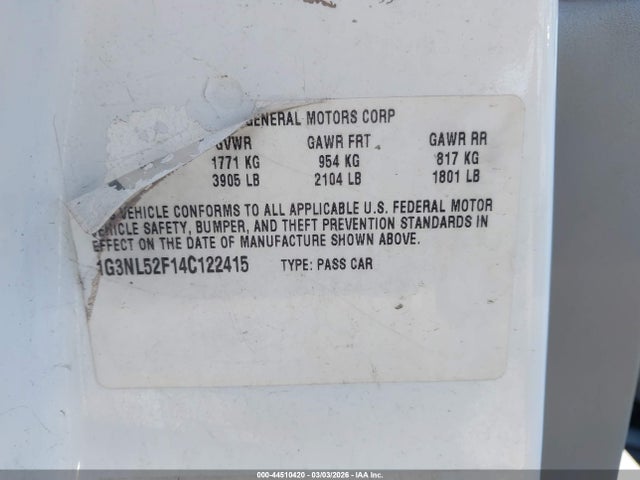 GENERAL MOTORS CORP
GVWR GAWR FRT GAWR RR
1771 KG 954 KG 817 KG
3905 LB 2104 LB 1801 LB
VEHICLE CONFORMS TO ALL APPLICABLE U.S. FEDERAL MOTOR
VEHICLE SAFETY, BUMPER, AND THEFT PREVENTION STANDARDS IN
EFFECT ON THE DATE OF MANUFACTURE SHOWN ABOVE.
1G3NL52F14C122415 TYPE: PASS CAR
000-44510420 | 03/03/2026 - IAA Inc.